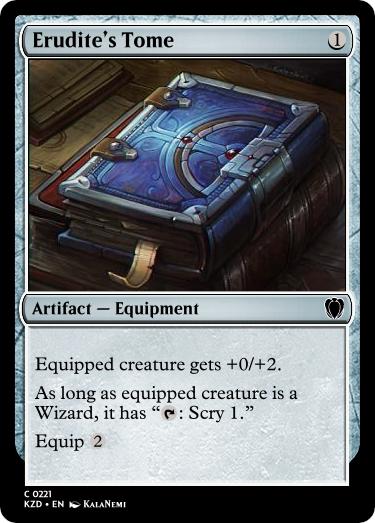 Erudite's Tome 1
Artifact — Equipment
Equipped creature gets +0/+2.
As long as equipped creature is a
Wizard, it has “: Scry 1.”
Equip 2
C 0221
KZD • EN KalaNemi